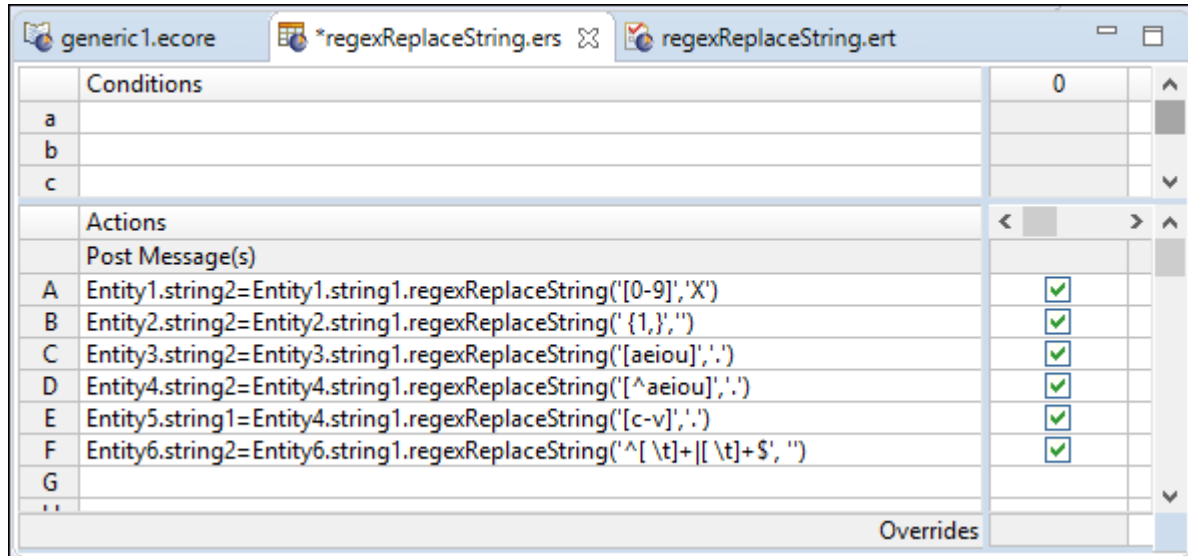 generic1.ecore *regexReplaceString.ers regexReplaceString.ert
Conditions 0
a
b
c
Actions
Post Message(s)
A Entity1.string2=Entity1.string1.regexReplaceString('[0-9]','X')
B Entity2.string2=Entity2.string1.regexReplaceString(' {1,}','')
C Entity3.string2=Entity3.string1.regexReplaceString('[aeiou]','.')
D Entity4.string2=Entity4.string1.regexReplaceString('[^aeiou]','.')
E Entity5.string1=Entity4.string1.regexReplaceString('[c-v]','.')
F Entity6.string2=Entity6.string1.regexReplaceString('^[ \t]+|[ \t]+$', '')
G
Overrides